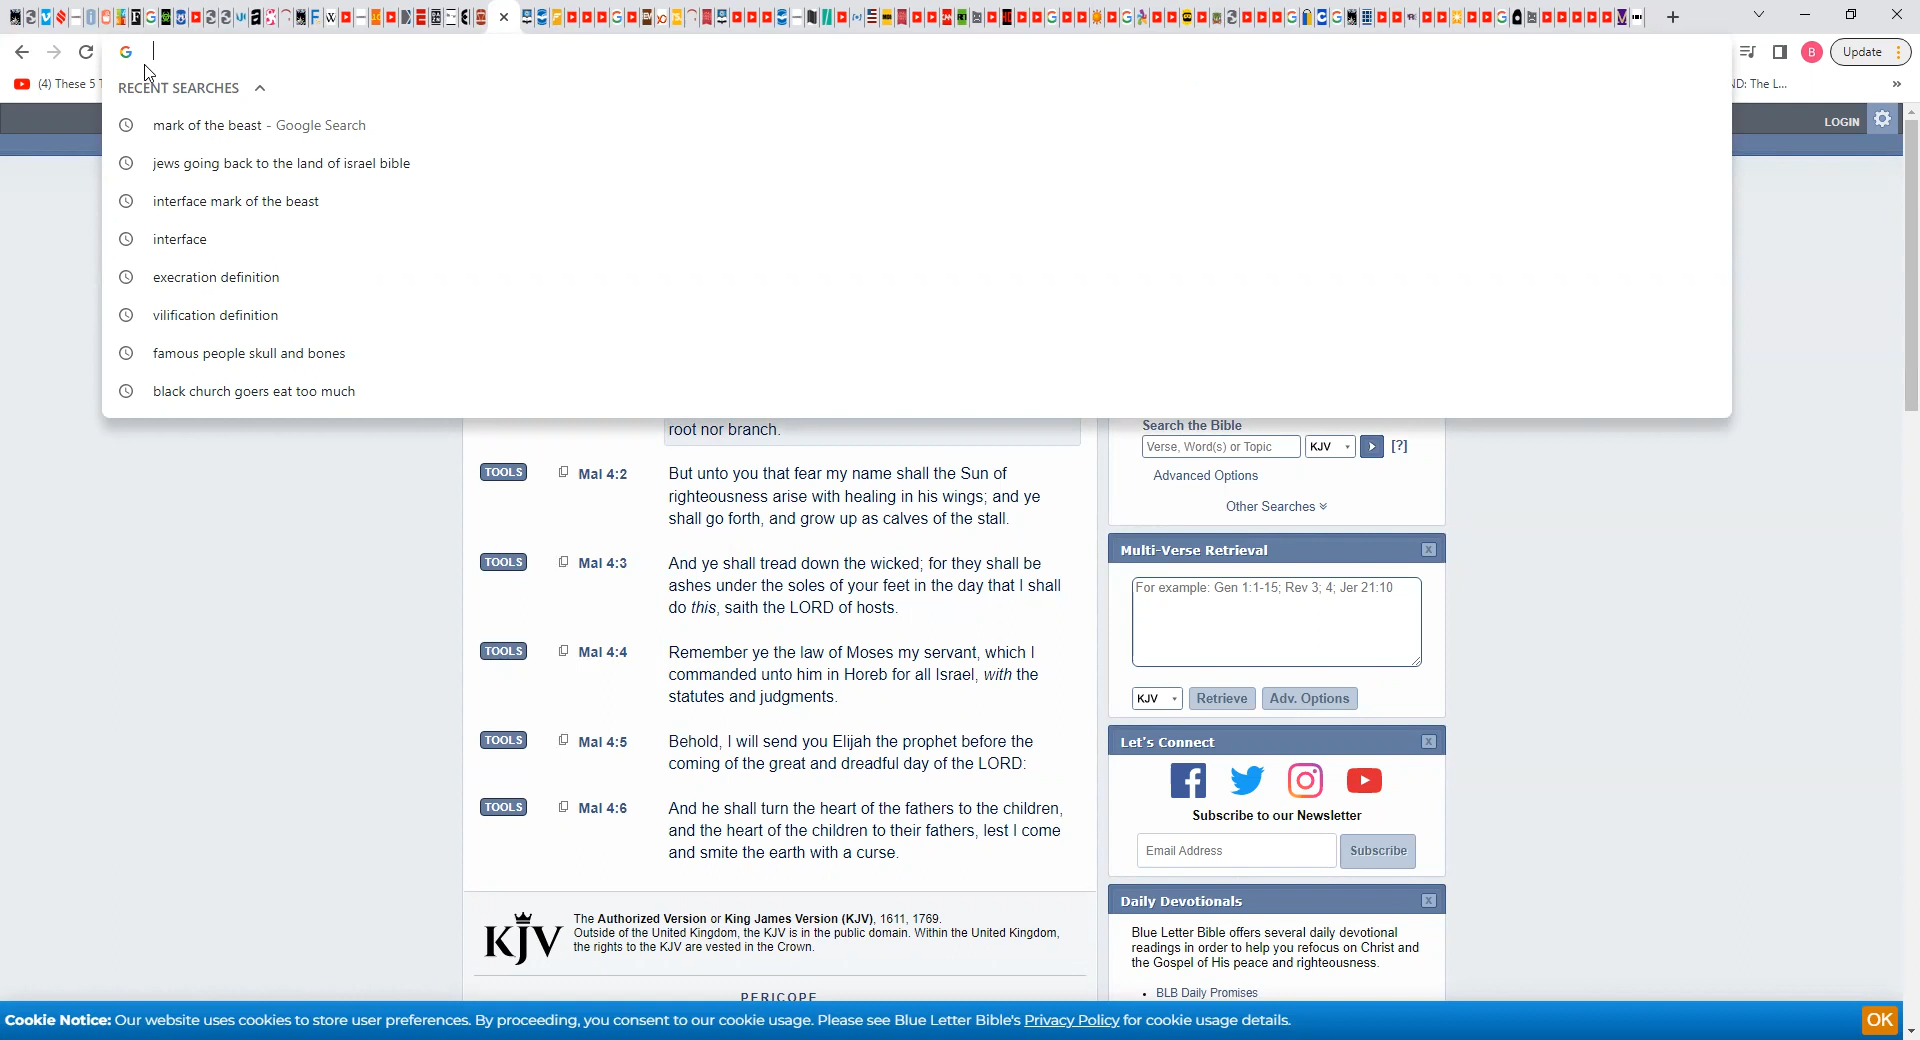 Update
(4) These 5 T
ND: The L...
RECENT SEARCHES
mark of the beast - Google Search
jews going back to the land of israel bible
interface mark of the beast
interface
execration definition
vilification definition
famous people skull and bones
black church goers eat too much
LOGIN
root nor branch.
TOOLS Mal 4:2 But unto you that fear my name shall the Sun of
righteousness arise with healing in his wings; and ye
shall go forth, and grow up as calves of the stall.
TOOLS Mal 4:3 And ye shall tread down the wicked; for they shall be
ashes under the soles of your feet in the day that I shall
do this, saith the LORD of hosts.
TOOLS Mal 4:4 Remember ye the law of Moses my servant, which I
commanded unto him in Horeb for all Israel, with the
statutes and judgments.
TOOLS Mal 4:5 Behold, I will send you Elijah the prophet before the
coming of the great and dreadful day of the LORD:
TOOLS Mal 4:6 And he shall turn the heart of the fathers to the children,
and the heart of the children to their fathers, lest I come
and smite the earth with a curse.
KJV
The Authorized Version or King James Version (KJV), 1611, 1769.
Outside of the United Kingdom, the KJV is in the public domain. Within the United Kingdom,
the rights to the KJV are vested in the Crown.
PERICOPE
Search the Bible
Verse, Word(s) or Topic KJV [?]
Advanced Options
Other Searches
Multi-Verse Retrieval X
For example: Gen 1:1-15; Rev 3; 4; Jer 21:10
KJV Retrieve Adv. Options
Let's Connect X
Subscribe to our Newsletter
Email Address Subscribe
Daily Devotionals X
Blue Letter Bible offers several daily devotional
readings in order to help you refocus on Christ and
the Gospel of His peace and righteousness.
• BLB Daily Promises
Cookie Notice: Our website uses cookies to store user preferences. By proceeding, you consent to our cookie usage. Please see Blue Letter Bible's Privacy Policy for cookie usage details.
OK